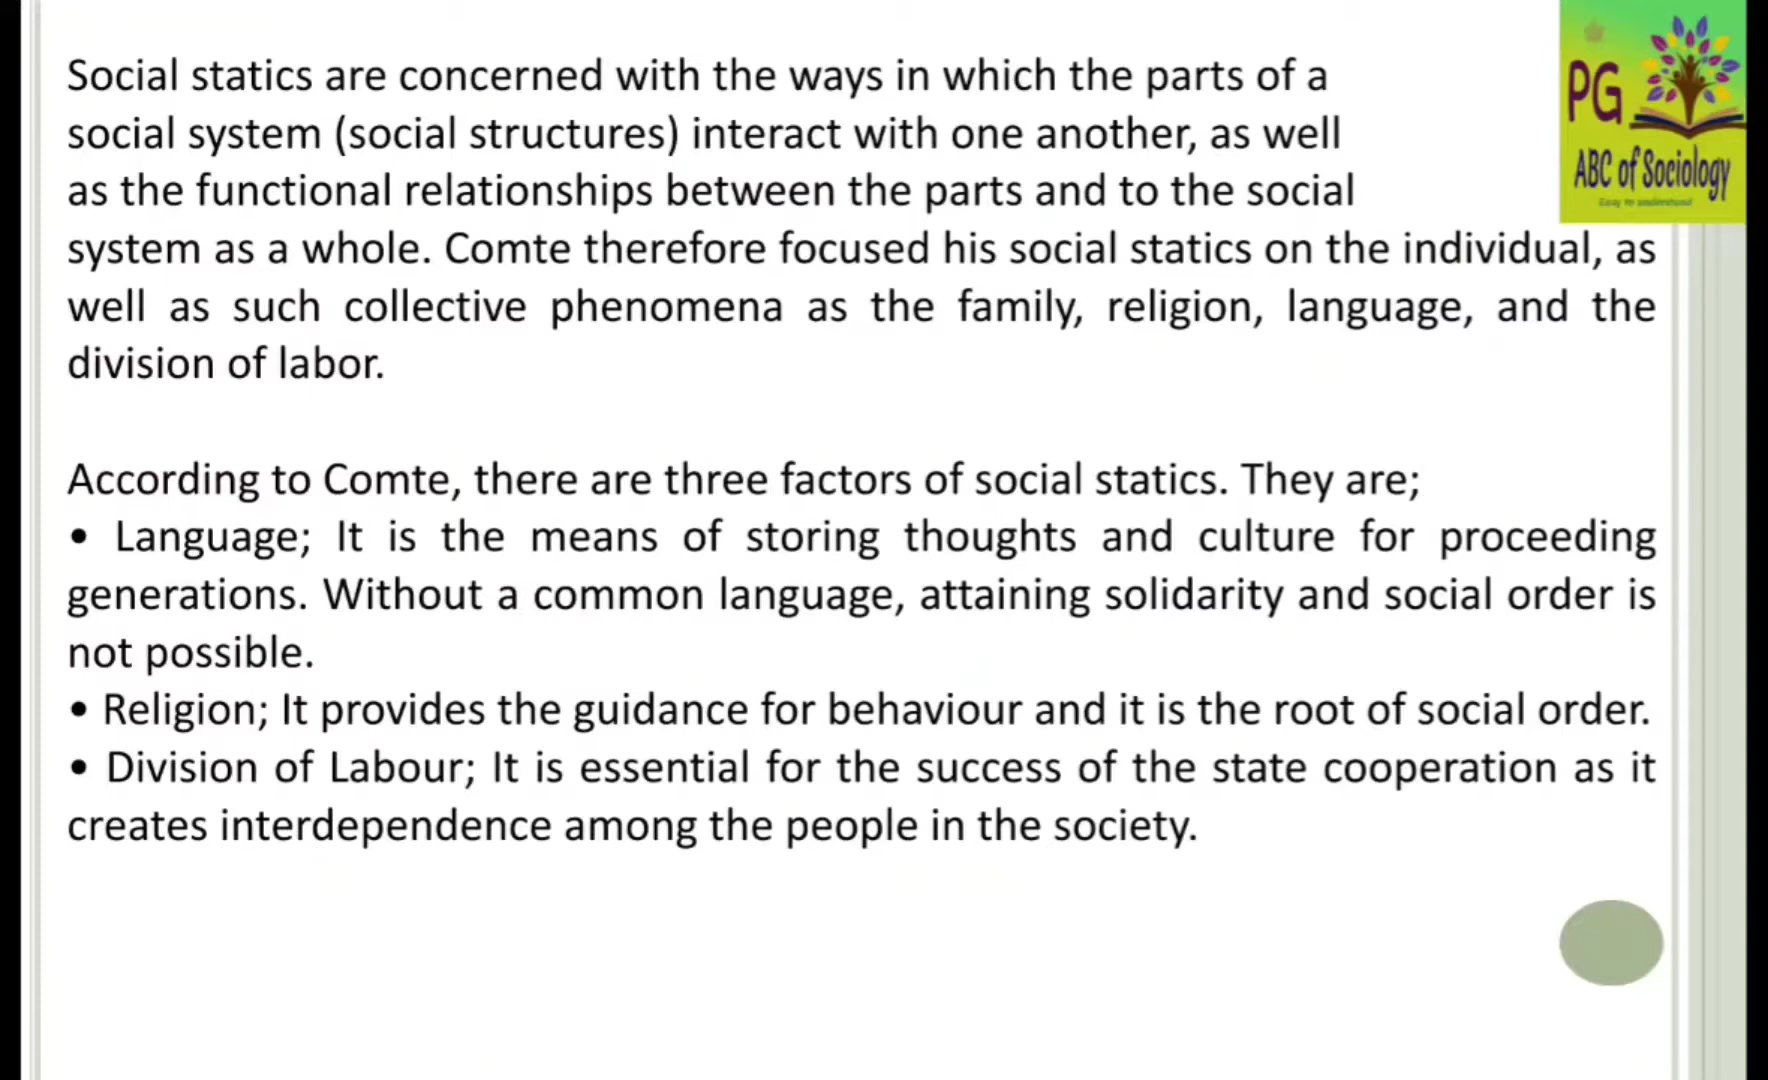 Social statics are concerned with the ways in which the parts of a
social system (social structures) interact with one another, as well
as the functional relationships between the parts and to the social
system as a whole. Comte therefore focused his social statics on the individual, as
well as such collective phenomena as the family, religion, language, and the
division of labor.
According to Comte, there are three factors of social statics. They are;
• Language; It is the means of storing thoughts and culture for proceeding
generations. Without a common language, attaining solidarity and social order is
not possible.
• Religion; It provides the guidance for behaviour and it is the root of social order.
• Division of Labour; It is essential for the success of the state cooperation as it
creates interdependence among the people in the society.
PG
ABC of Sociology
Easy to understand